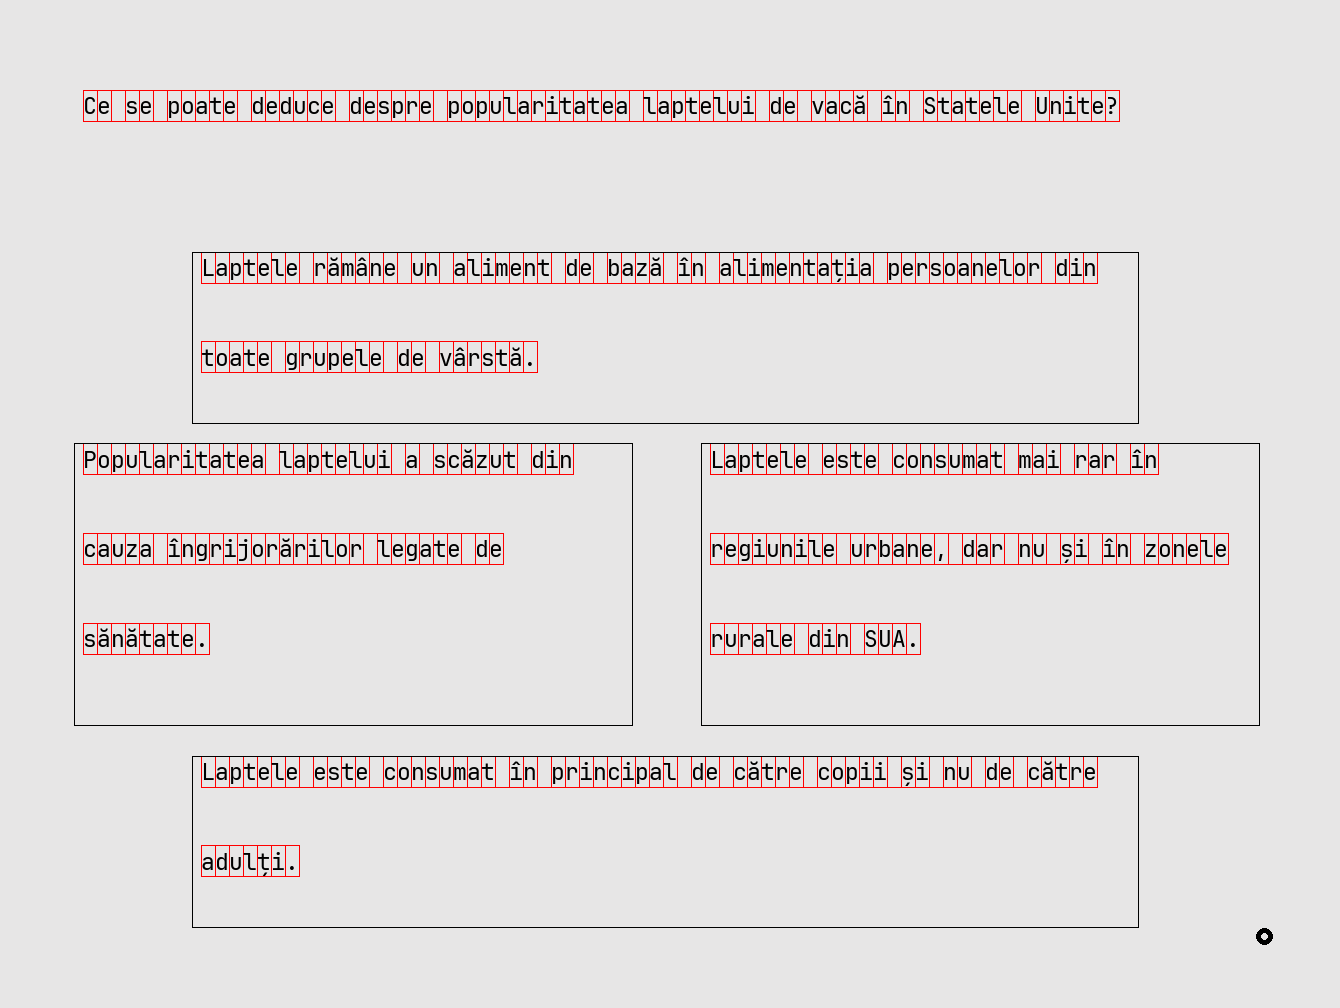 Ce se poate deduce despre popularitatea laptelui de vacă în Statele Unite?
Laptele rămâne un aliment de bază în alimentația persoanelor din
toate grupele de vârstă.
Popularitatea laptelui a scăzut din
cauza îngrijorărilor legate de
sănătate.
Laptele este consumat mai rar în
regiunile urbane, dar nu și în zonele
rurale din SUA.
Laptele este consumat în principal de către copii și nu de către
adulți.